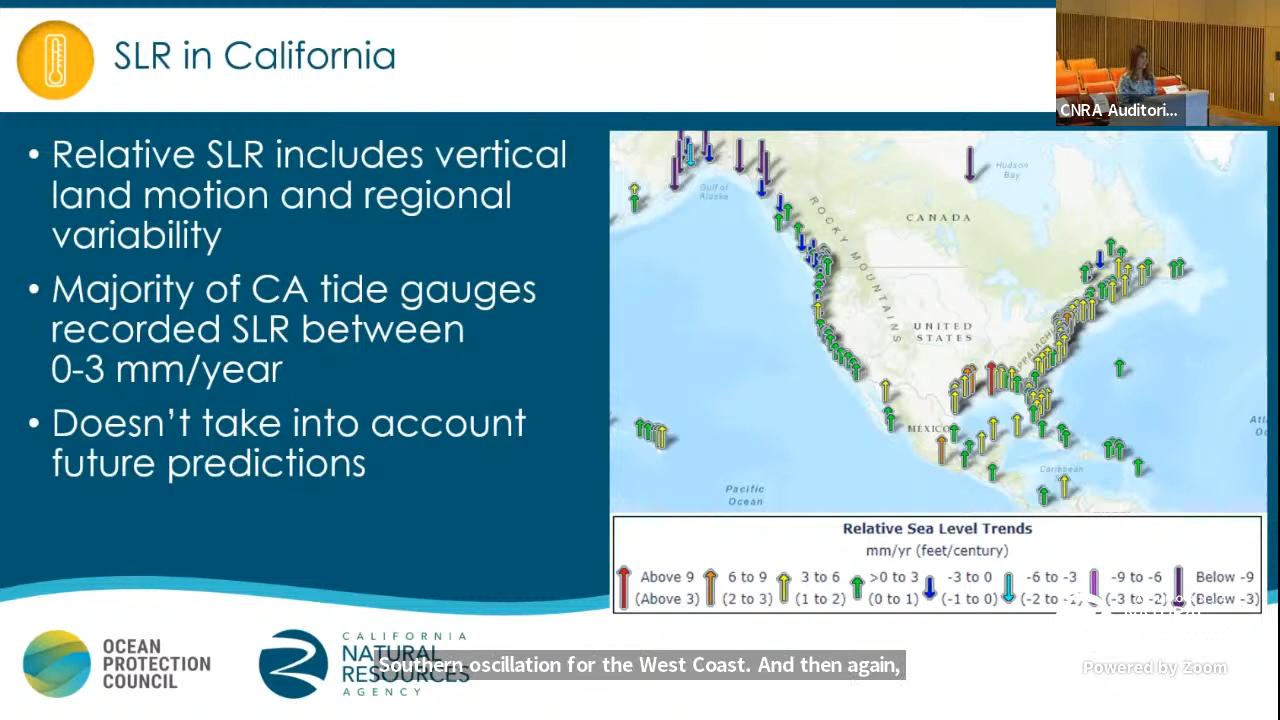 SLR in California
CNRA Auditori...
• Relative SLR includes vertical
land motion and regional
variability
• Majority of CA tide gauges
recorded SLR between
0-3 mm/year
• Doesn't take into account
future predictions
Gulf of
Alaska
Hudson
Bay
CANADA
ROCKY MOUNTAINS
UNITED
STATES
MÉXICO
Caribbean
Pacific
Ocean
Relative Sea Level Trends
mm/yr (feet/century)
Above 9 6 to 9 3 to 6 >0 to 3 -3 to 0 -6 to -3 -9 to -6 Below -9
(Above 3) (2 to 3) (1 to 2) (0 to 1) (-1 to 0) (-2 to (-3 to -2) (Below -3)
OCEAN
PROTECTION
COUNCIL
CALIFORNIA
NATURAL
RESOURCES
AGENCY
Southern oscillation for the West Coast. And then again,
Powered by Zoom